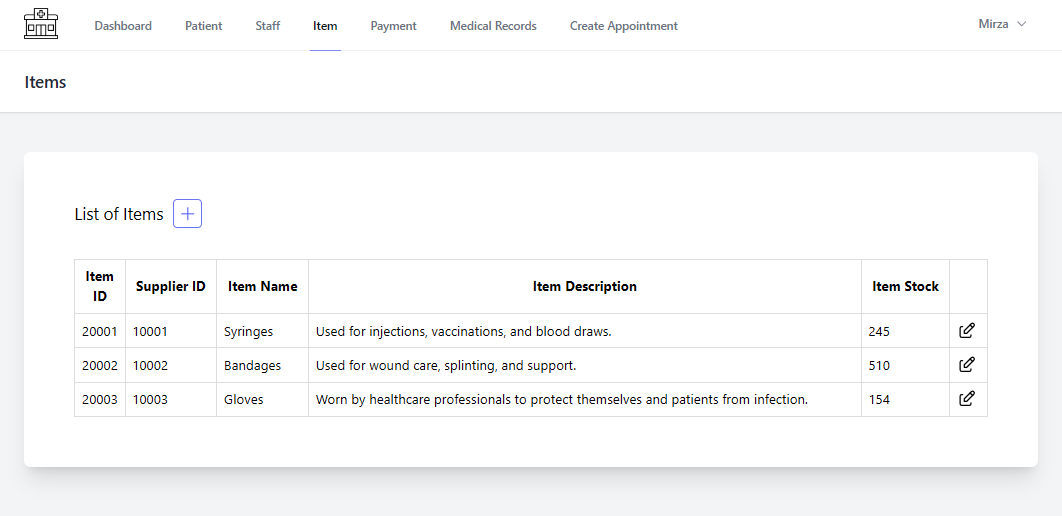 Dashboard Patient Staff Item Payment Medical Records Create Appointment Mirza
Items
List of Items
Item ID Supplier ID Item Name Item Description Item Stock
20001 10001 Syringes Used for injections, vaccinations, and blood draws. 245
20002 10002 Bandages Used for wound care, splinting, and support. 510
20003 10003 Gloves Worn by healthcare professionals to protect themselves and patients from infection. 154